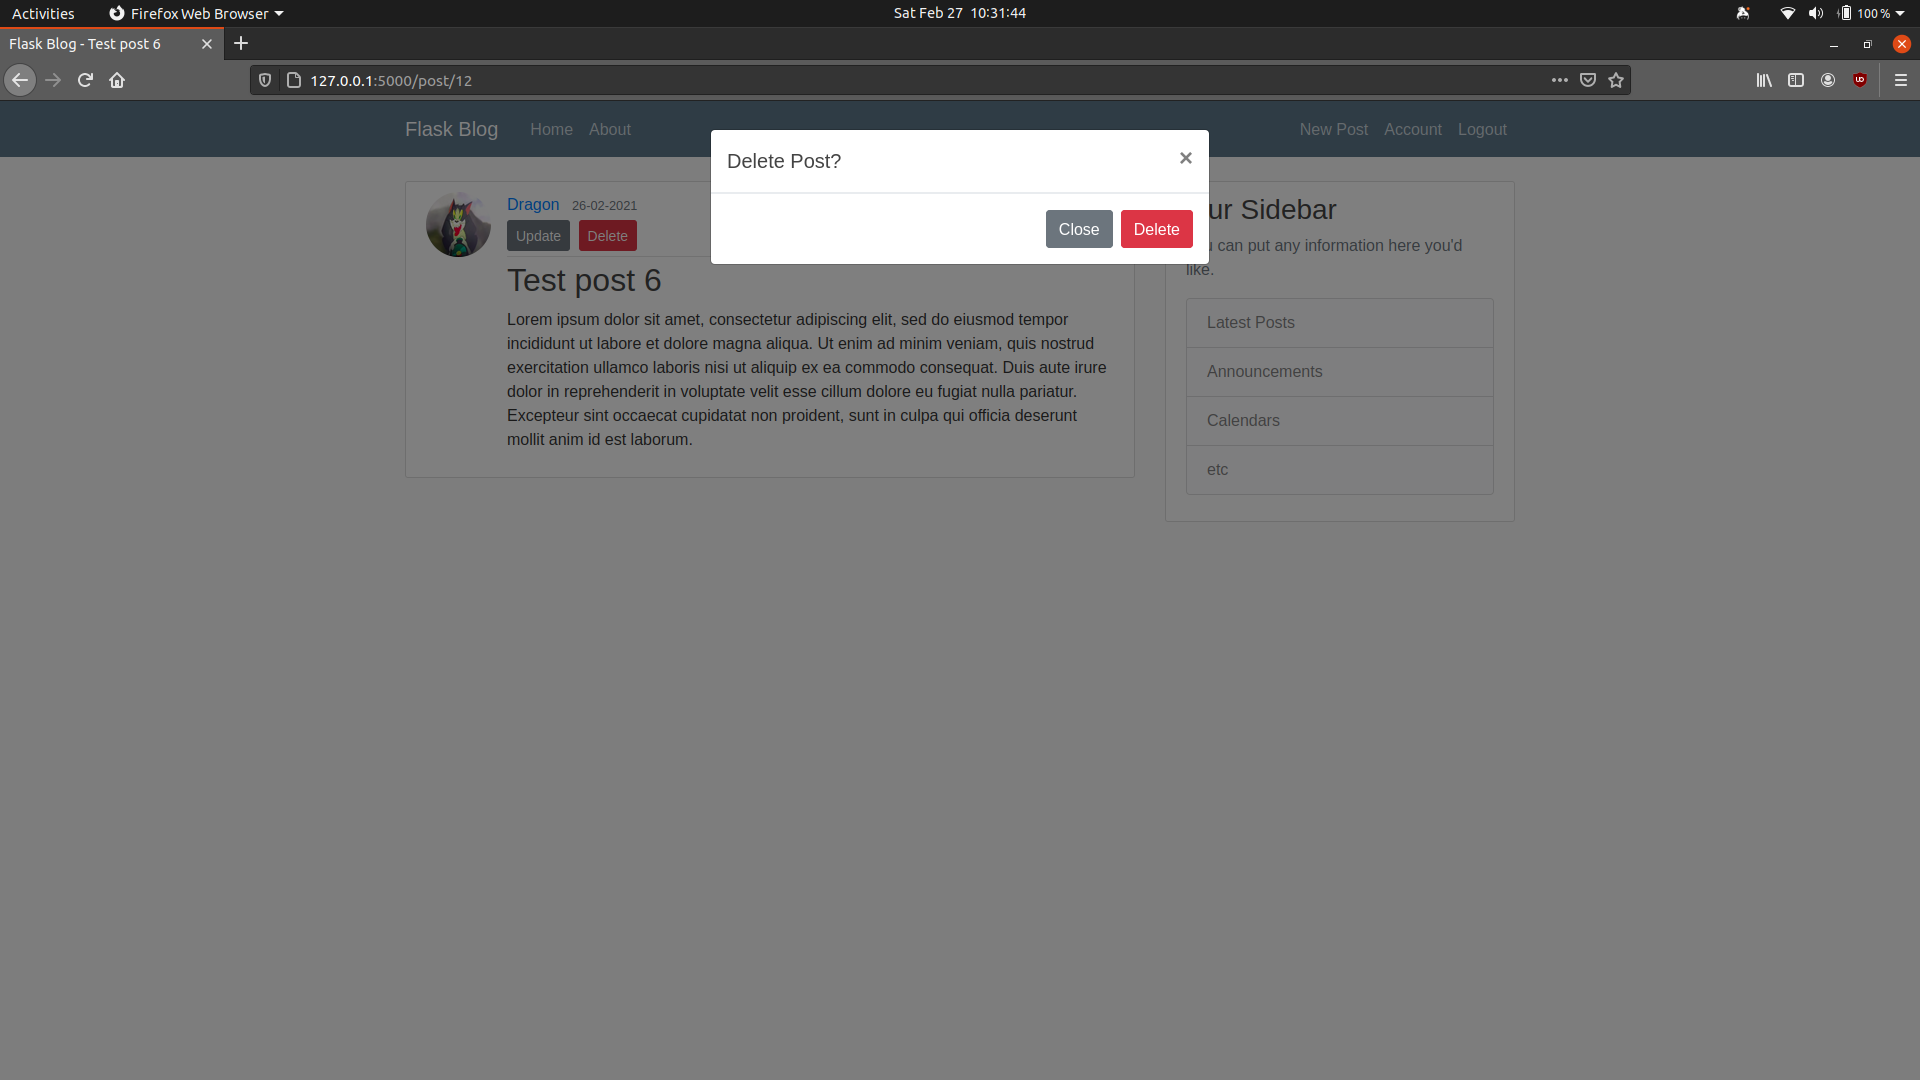 Activities
Firefox Web Browser
Sat Feb 27 10:31:44
100 %
Flask Blog - Test post 6
127.0.0.1:5000/post/12
Flask Blog
Home
About
New Post
Account
Logout
Delete Post?
×
Close
Delete
Dragon
26-02-2021
Update
Delete
Test post 6
Lorem ipsum dolor sit amet, consectetur adipiscing elit, sed do eiusmod tempor
incididunt ut labore et dolore magna aliqua. Ut enim ad minim veniam, quis nostrud
exercitation ullamco laboris nisi ut aliquip ex ea commodo consequat. Duis aute irure
dolor in reprehenderit in voluptate velit esse cillum dolore eu fugiat nulla pariatur.
Excepteur sint occaecat cupidatat non proident, sunt in culpa qui officia deserunt
mollit anim id est laborum.
ur Sidebar
can put any information here you'd
like.
Latest Posts
Announcements
Calendars
etc